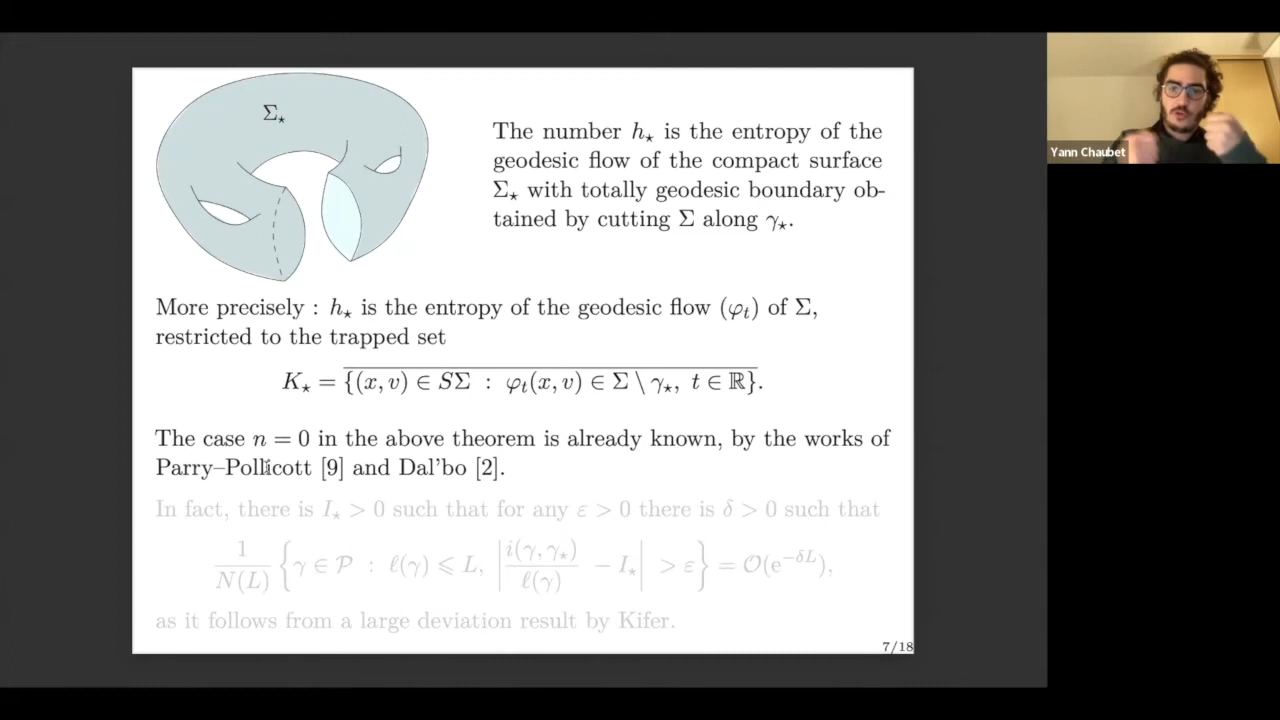 Σ⋆
The number h⋆ is the entropy of the
geodesic flow of the compact surface
Σ⋆ with totally geodesic boundary ob-
tained by cutting Σ along γ⋆.
Yann Chaubet
More precisely : h⋆ is the entropy of the geodesic flow (φt) of Σ,
restricted to the trapped set
K⋆ = {(x, v) ∈ SΣ : φt(x, v) ∈ Σ \ γ⋆, t ∈ ℝ}.
The case n = 0 in the above theorem is already known, by the works of
Parry–Pollicott [9] and Dal'bo [2].
In fact, there is I⋆ > 0 such that for any ε > 0 there is δ > 0 such that
1/N(L) {γ ∈ 𝒫 : ℓ(γ) ⩽ L, |i(γ, γ⋆)/ℓ(γ) − I⋆| > ε} = 𝒪(e^{−δL}),
as it follows from a large deviation result by Kifer.
7/18